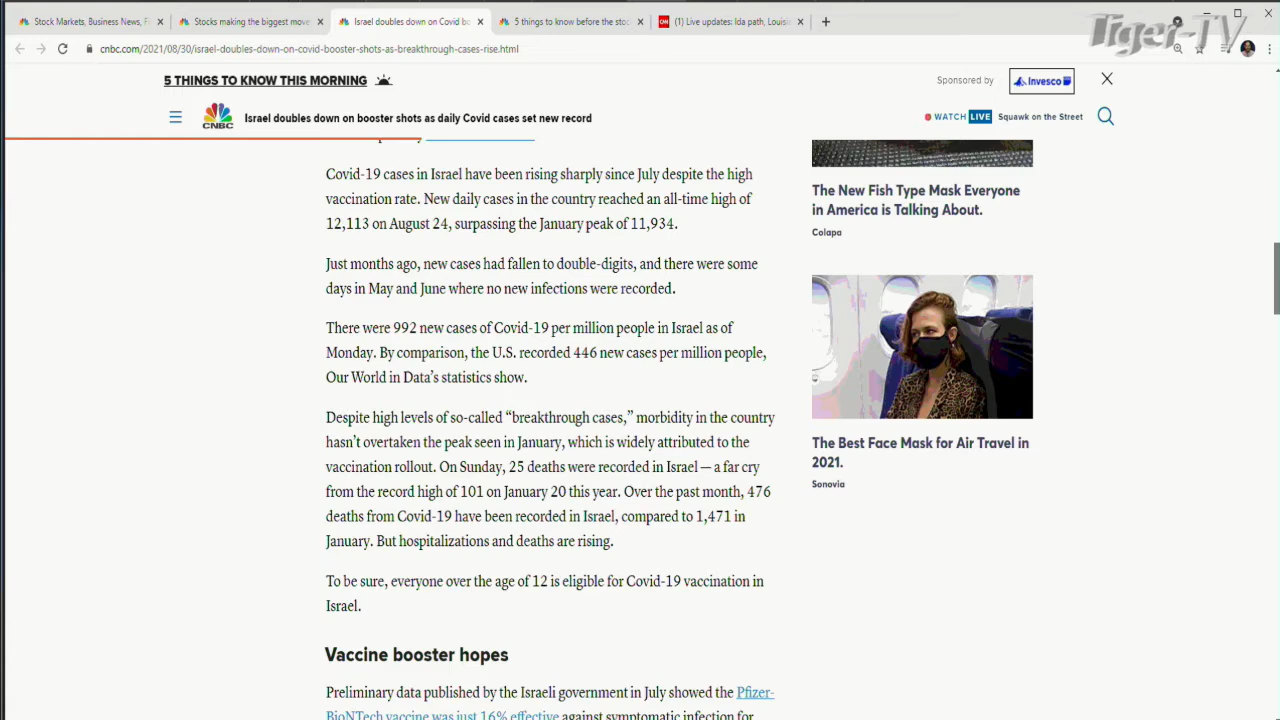 Stock Markets, Business News, F
Stocks making the biggest move
Israel doubles down on Covid bo
5 things to know before the stoc
(1) Live updates: Ida path, Louisi
Tiger-TV
cnbc.com/2021/08/30/israel-doubles-down-on-covid-booster-shots-as-breakthrough-cases-rise.html
5 THINGS TO KNOW THIS MORNING
Sponsored by
Invesco
CNBC
Israel doubles down on booster shots as daily Covid cases set new record
WATCH LIVE Squawk on the Street
Covid-19 cases in Israel have been rising sharply since July despite the high
vaccination rate. New daily cases in the country reached an all-time high of
12,113 on August 24, surpassing the January peak of 11,934.
Just months ago, new cases had fallen to double-digits, and there were some
days in May and June where no new infections were recorded.
There were 992 new cases of Covid-19 per million people in Israel as of
Monday. By comparison, the U.S. recorded 446 new cases per million people,
Our World in Data’s statistics show.
Despite high levels of so-called “breakthrough cases,” morbidity in the country
hasn’t overtaken the peak seen in January, which is widely attributed to the
vaccination rollout. On Sunday, 25 deaths were recorded in Israel — a far cry
from the record high of 101 on January 20 this year. Over the past month, 476
deaths from Covid-19 have been recorded in Israel, compared to 1,471 in
January. But hospitalizations and deaths are rising.
To be sure, everyone over the age of 12 is eligible for Covid-19 vaccination in
Israel.
Vaccine booster hopes
Preliminary data published by the Israeli government in July showed the Pfizer-
BioNTech vaccine was just 16% effective against symptomatic infection for
The New Fish Type Mask Everyone
in America is Talking About.
Colapa
The Best Face Mask for Air Travel in
2021.
Sonovia